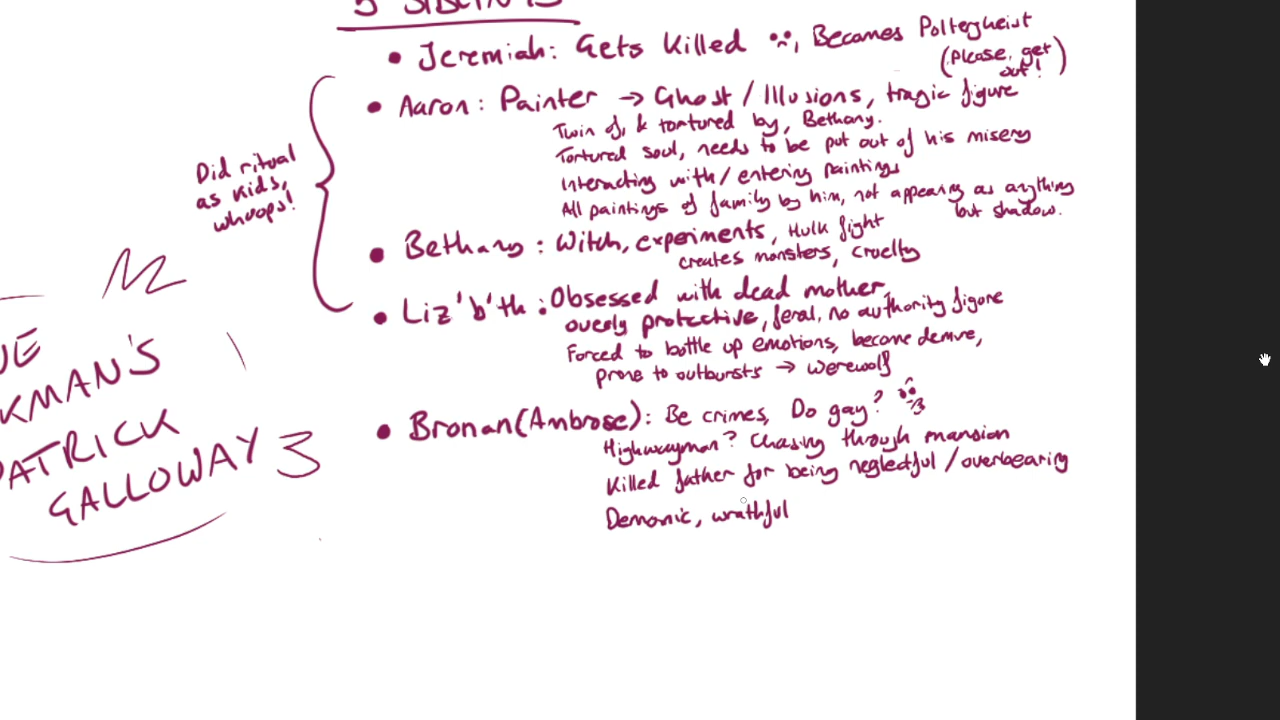 5 SIBLINGS
• Jeremiah: Gets Killed :(, Becomes Poltergheist
(Please, get out!)
• Aaron: Painter → Ghost / Illusions, tragic figure
Twin of, & tortured by, Bethany.
Tortured soul, needs to be put out of his misery
Interacting with/entering paintings
All paintings of family by him, not appearing as anything
but shadow.
Did ritual
as kids,
whoops!
• Bethany: Witch, experiments, Hulk fight
creates monsters, cruelty
• Liz'b'th: Obsessed with dead mother,
overly protective, feral, no authority figure
Forced to bottle up emotions, become demure,
prone to outbursts → Werewolf
• Bronan(Ambrose): Be crimes, Do gay?
Highwayman? Chasing through mansion
Killed father for being neglectful/overbearing
Demonic, wrathful
UE
KMAN'S
PATRICK
GALLOWAY 3